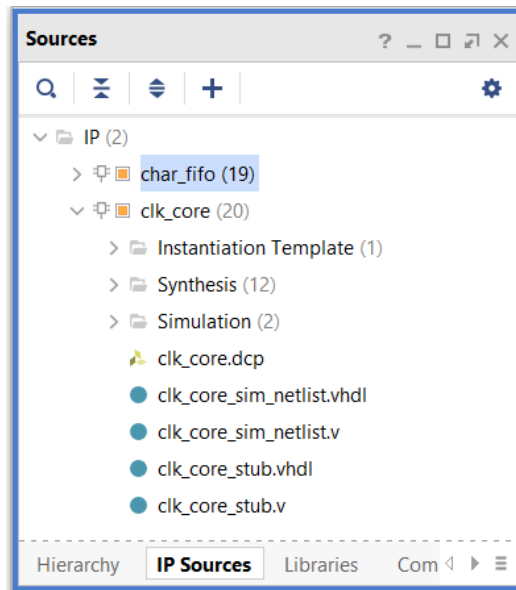 Sources
IP (2)
char_fifo (19)
clk_core (20)
Instantiation Template (1)
Synthesis (12)
Simulation (2)
clk_core.dcp
clk_core_sim_netlist.vhdl
clk_core_sim_netlist.v
clk_core_stub.vhdl
clk_core_stub.v
Hierarchy IP Sources Libraries Com